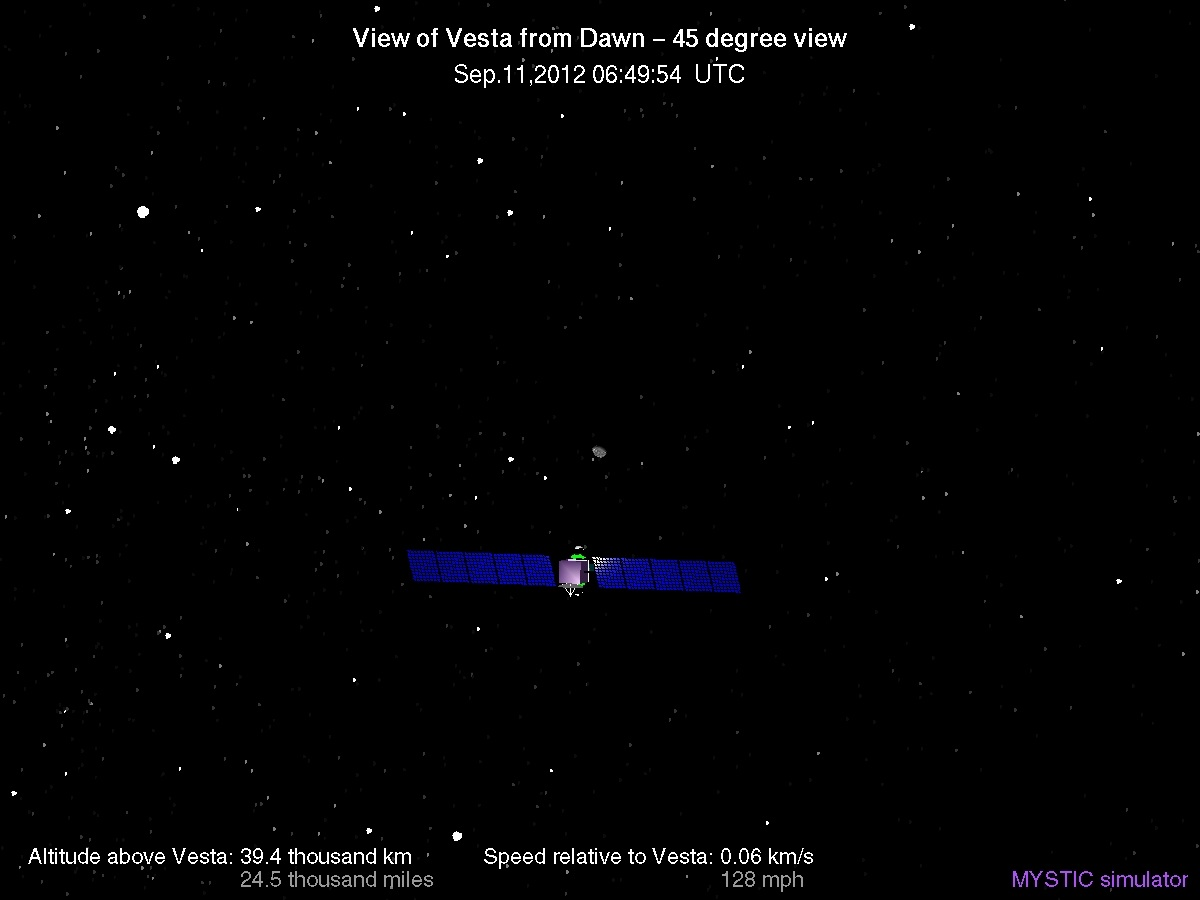 View of Vesta from Dawn – 45 degree view
Sep.11,2012 06:49:54 UTC
Altitude above Vesta: 39.4 thousand km
24.5 thousand miles
Speed relative to Vesta: 0.06 km/s
128 mph
MYSTIC simulator